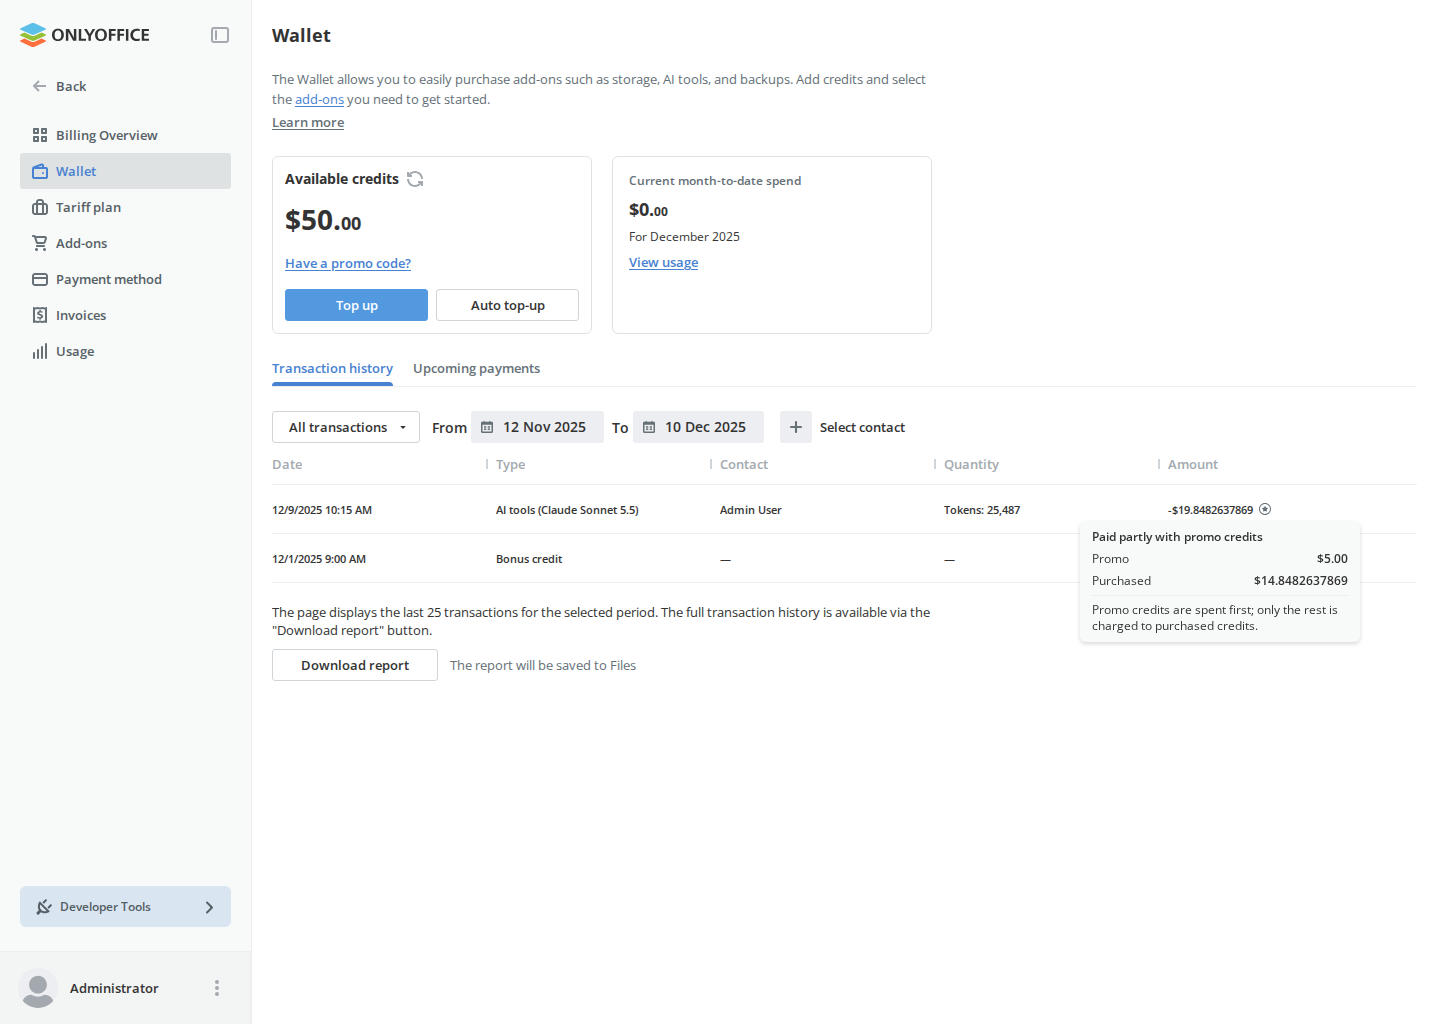 ONLYOFFICE
Back
Billing Overview
Wallet
Tariff plan
Add-ons
Payment method
Invoices
Usage
Developer Tools
Administrator
Wallet
The Wallet allows you to easily purchase add-ons such as storage, AI tools, and backups. Add credits and select
the add-ons you need to get started.
Learn more
Available credits
$50.00
Have a promo code?
Top up
Auto top-up
Current month-to-date spend
$0.00
For December 2025
View usage
Transaction history
Upcoming payments
All transactions
From
12 Nov 2025
To
10 Dec 2025
Select contact
Date
Type
Contact
Quantity
Amount
12/9/2025 10:15 AM
AI tools (Claude Sonnet 5.5)
Admin User
Tokens: 25,487
-$19.8482637869
12/1/2025 9:00 AM
Bonus credit
—
—
Paid partly with promo credits
Promo
$5.00
Purchased
$14.8482637869
Promo credits are spent first; only the rest is
charged to purchased credits.
The page displays the last 25 transactions for the selected period. The full transaction history is available via the
"Download report" button.
Download report
The report will be saved to Files